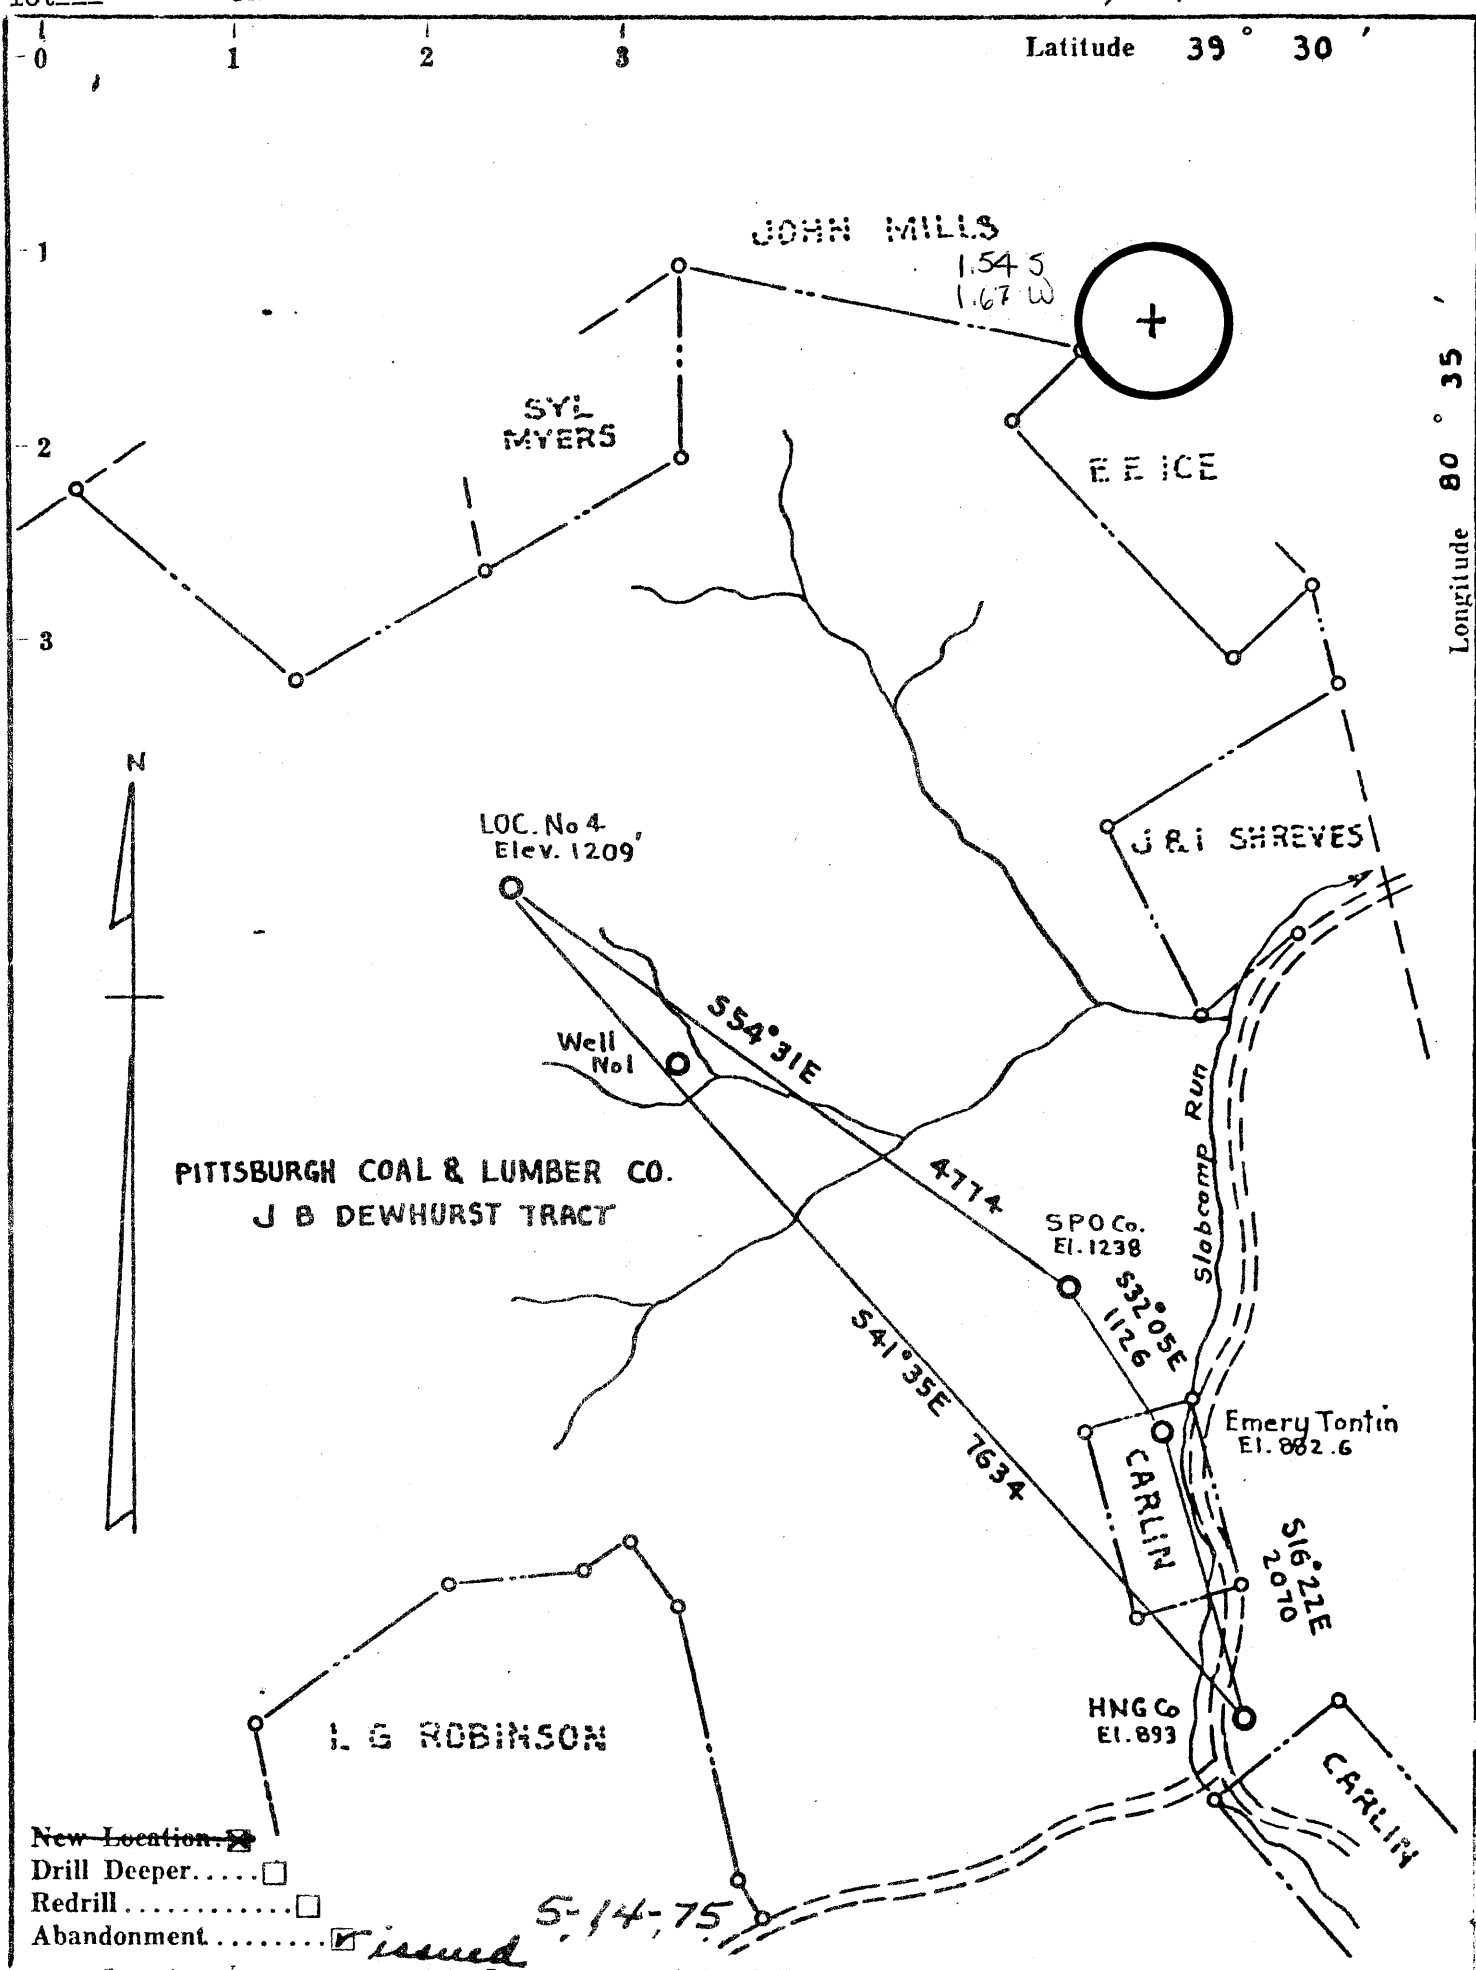 0 1 2 3 Latitude 39° 30'
1
2
3
Longitude 80° 35'
JOHN MILLS
1.54 S
1.67 W
SYL
MYERS
E E ICE
N
LOC. No 4
Elev. 1209'
J & I SHREVES
S54°31E
Well
No1
4774
Slabcamp Run
PITTSBURGH COAL & LUMBER CO.
J B DEWHURST TRACT
SPO Co.
El. 1238
S32°05E
1126
S41°35E 7634
Emery Tontin
El. 882.6
CARLIN
S16°22E
2070
HNG Co
El. 893
L G ROBINSON
CARLIN
New Location.
Drill Deeper.....
Redrill............
Abandonment.........
issued 5-14-75